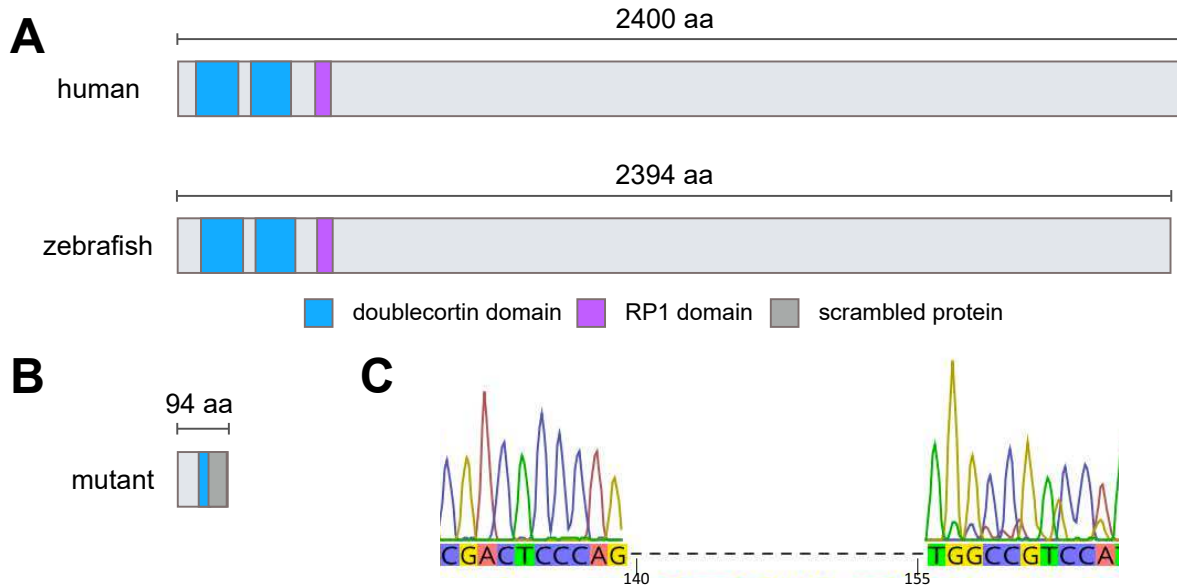 A
2400 aa
human
2394 aa
zebrafish
doublecortin domain RP1 domain scrambled protein
B
94 aa
mutant
C
CGACTCCCAG TGGCCGTCCA
140 155